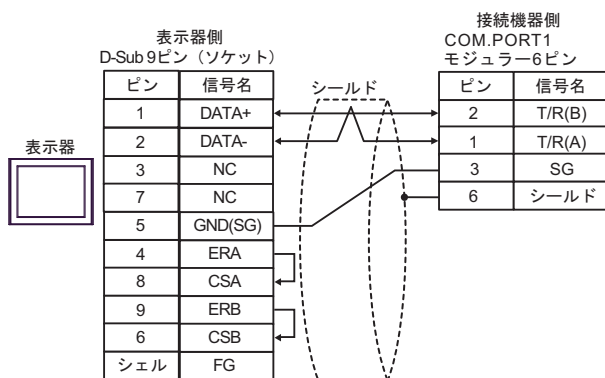 表示器側
D-Sub 9ピン（ソケット）
接続機器側
COM.PORT1
モジュラー6ピン
表示器
シールド
ピン 信号名
1 DATA+
2 DATA-
3 NC
7 NC
5 GND(SG)
4 ERA
8 CSA
9 ERB
6 CSB
シェル FG
ピン 信号名
2 T/R(B)
1 T/R(A)
3 SG
6 シールド